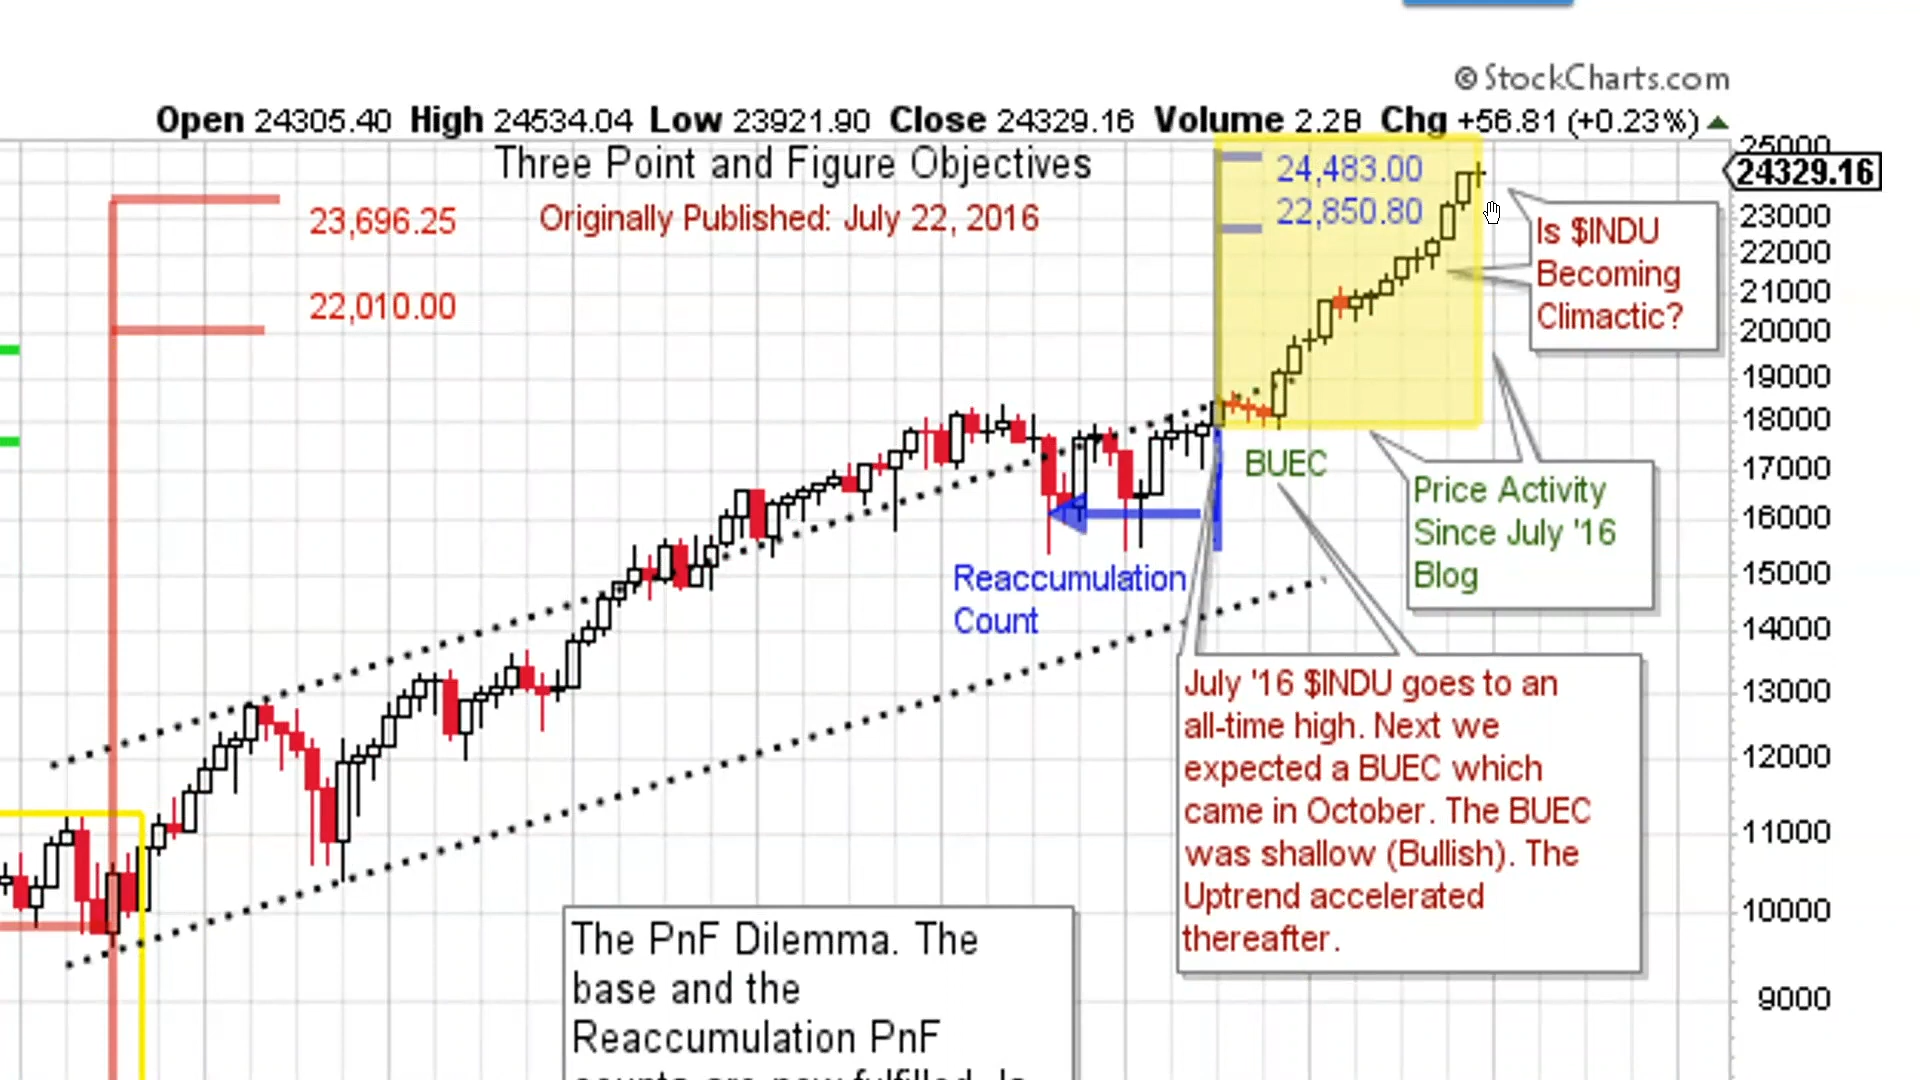 © StockCharts.com
Open 24305.40 High 24534.04 Low 23921.90 Close 24329.16 Volume 2.2B Chg +56.81 (+0.23%)
Three Point and Figure Objectives
Originally Published: July 22, 2016
23,696.25
22,010.00
24,483.00
22,850.80
Is $INDU
Becoming
Climactic?
BUEC
Price Activity
Since July '16
Blog
Reaccumulation
Count
July '16 $INDU goes to an
all-time high. Next we
expected a BUEC which
came in October. The BUEC
was shallow (Bullish). The
Uptrend accelerated
thereafter.
The PnF Dilemma. The
base and the
Reaccumulation PnF
counts are now fulfilled. Is
25000
24329.16
23000
22000
21000
20000
19000
18000
17000
16000
15000
14000
13000
12000
11000
10000
9000